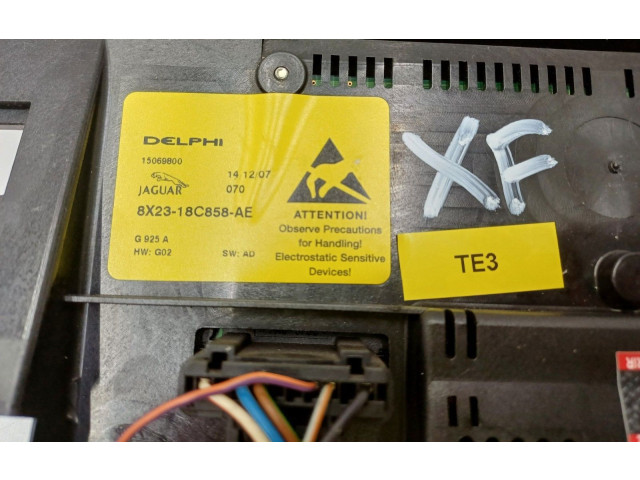 DELPHI
15069800
14 12/07
JAGUAR
070
8X23-18C858-AE
G 925 A
HW: G02
SW: AD
ATTENTION!
Observe Precautions
for Handling!
Electrostatic Sensitive
Devices!
XF
TE3